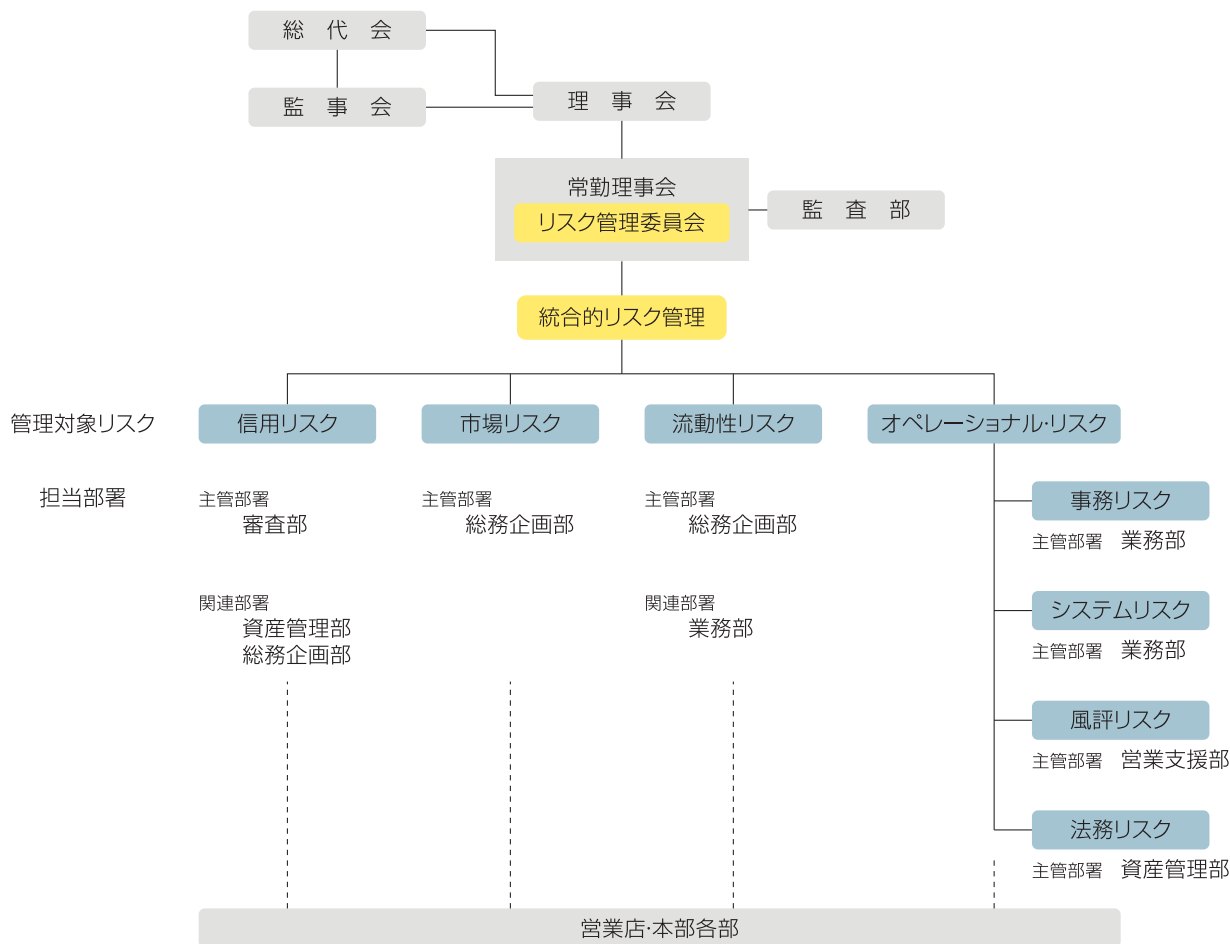 総代会
監事会
理事会
常勤理事会
リスク管理委員会
監査部
統合的リスク管理
管理対象リスク
信用リスク
市場リスク
流動性リスク
オペレーショナル・リスク
担当部署
主管部署
審査部
関連部署
資産管理部
総務企画部
主管部署
総務企画部
主管部署
総務企画部
関連部署
業務部
事務リスク
主管部署 業務部
システムリスク
主管部署 業務部
風評リスク
主管部署 営業支援部
法務リスク
主管部署 資産管理部
営業店・本部各部